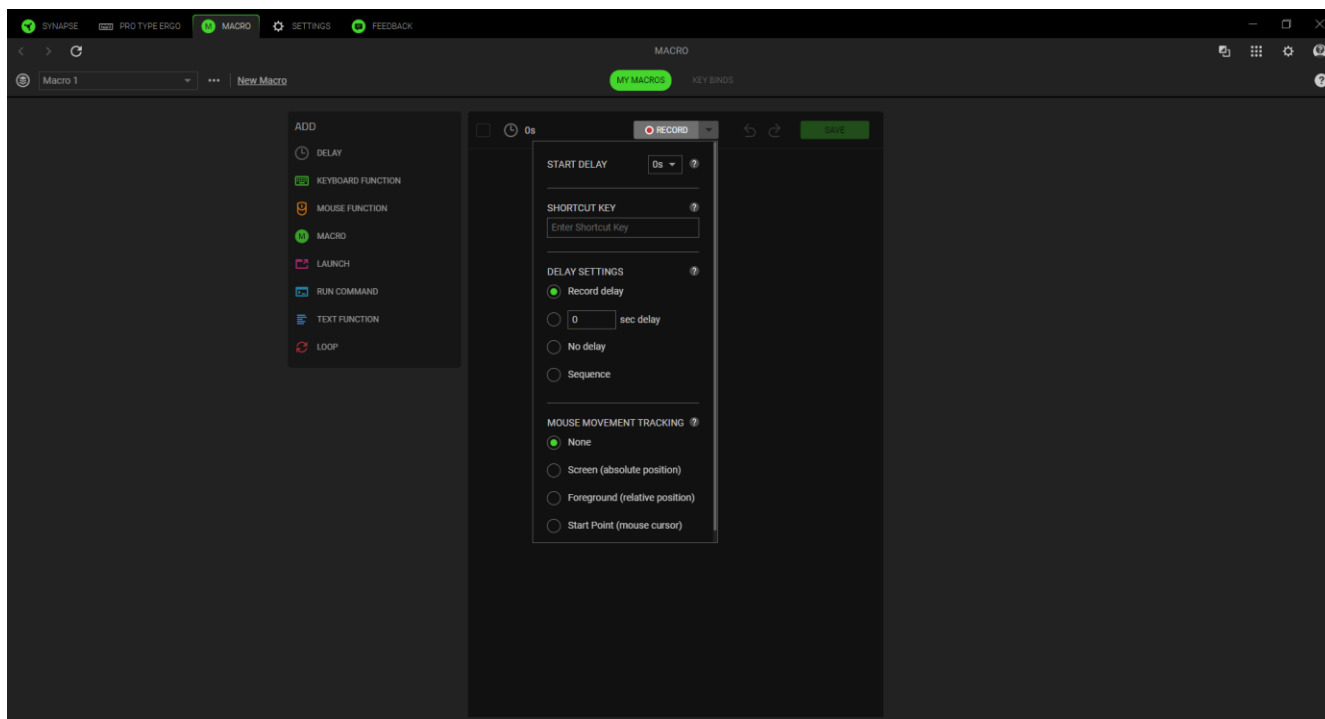 SYNAPSE PRO TYPE ERGO M MACRO SETTINGS FEEDBACK
MACRO
Macro 1 ••• New Macro MY MACROS KEY BINDS ?
ADD
DELAY
KEYBOARD FUNCTION
MOUSE FUNCTION
M MACRO
LAUNCH
RUN COMMAND
TEXT FUNCTION
LOOP
0s RECORD SAVE
START DELAY 0s ?
SHORTCUT KEY ?
Enter Shortcut Key
DELAY SETTINGS ?
Record delay
0 sec delay
No delay
Sequence
MOUSE MOVEMENT TRACKING ?
None
Screen (absolute position)
Foreground (relative position)
Start Point (mouse cursor)